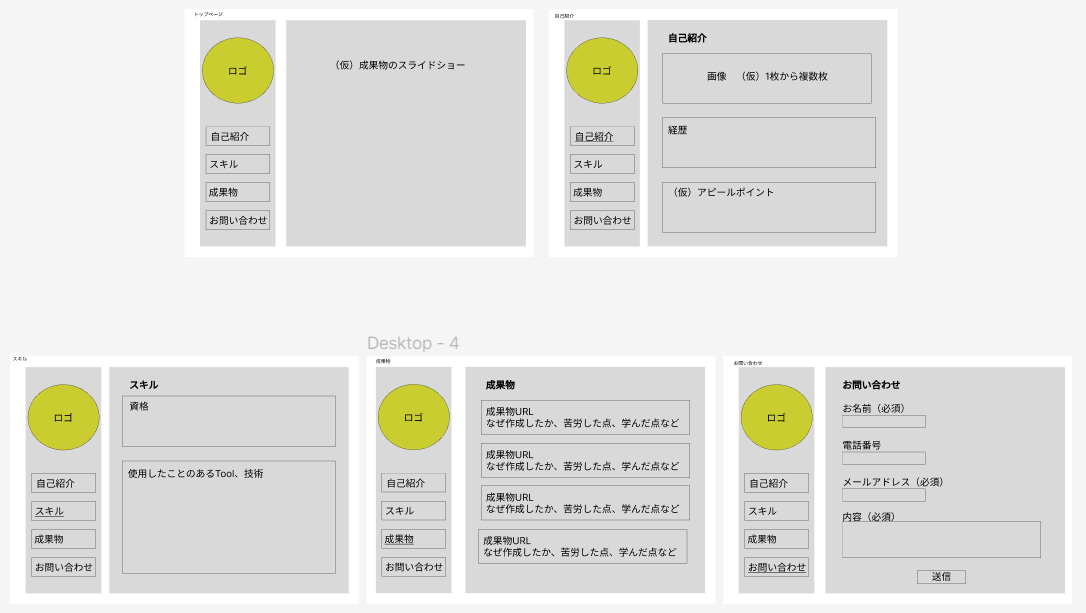 トップページ
ロゴ
自己紹介
スキル
成果物
お問い合わせ
（仮）成果物のスライドショー
自己紹介
ロゴ
自己紹介
スキル
成果物
お問い合わせ
自己紹介
画像　（仮）1枚から複数枚
経歴
（仮）アピールポイント
スキル
ロゴ
自己紹介
スキル
成果物
お問い合わせ
スキル
資格
使用したことのあるTool、技術
Desktop - 4
成果物
ロゴ
自己紹介
スキル
成果物
お問い合わせ
成果物
成果物URL
なぜ作成したか、苦労した点、学んだ点など
成果物URL
なぜ作成したか、苦労した点、学んだ点など
成果物URL
なぜ作成したか、苦労した点、学んだ点など
成果物URL
なぜ作成したか、苦労した点、学んだ点など
お問い合わせ
ロゴ
自己紹介
スキル
成果物
お問い合わせ
お問い合わせ
お名前（必須）
電話番号
メールアドレス（必須）
内容（必須）
送信